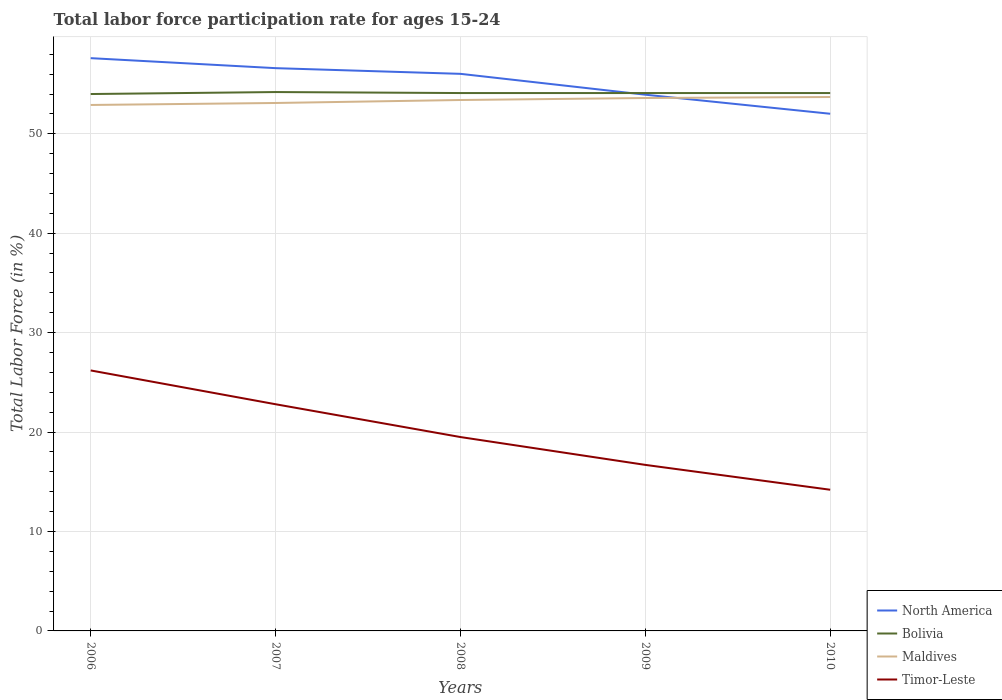 Total labor force participation rate for ages 15-24
Total Labor Force (in %)
50
40
30
20
10
0
2006
2007
2008
2009
2010
Years
North America
Bolivia
Maldives
Timor-Leste